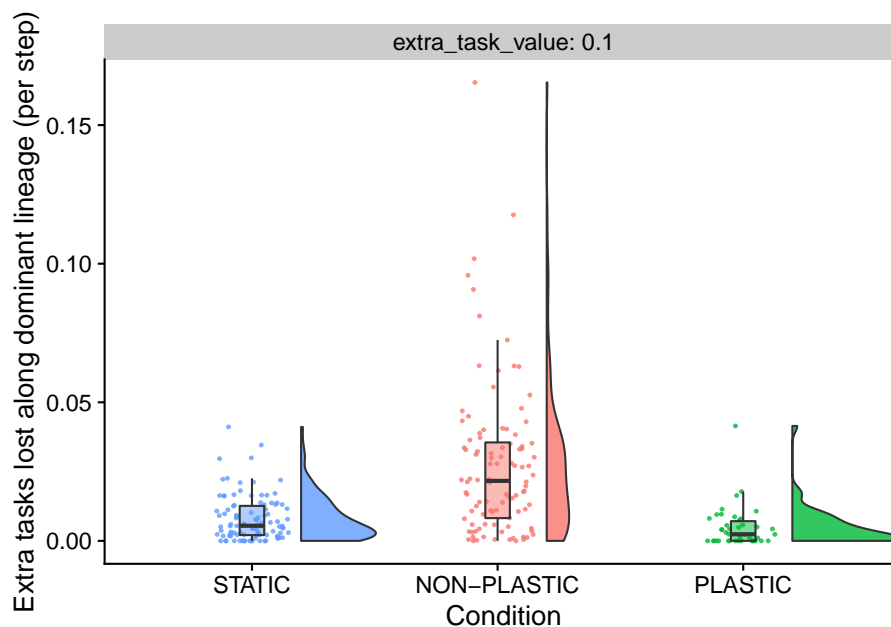 extra_task_value: 0.1
Extra tasks lost along dominant lineage (per step)
0.15
0.10
0.05
0.00
STATIC
NON−PLASTIC
PLASTIC
Condition